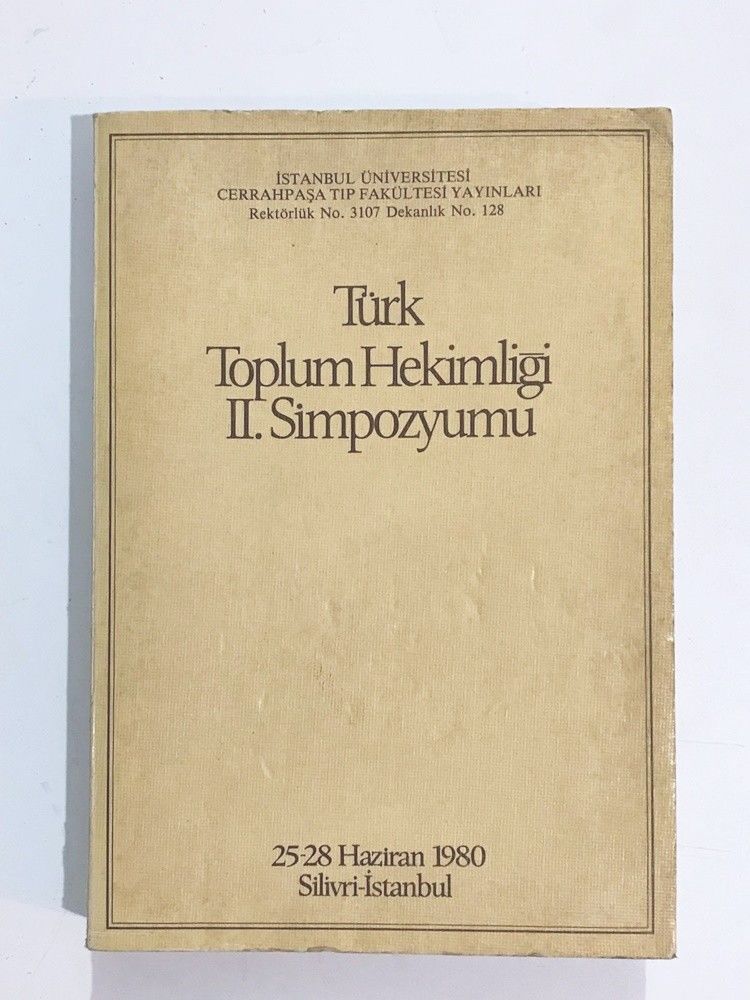 İSTANBUL ÜNİVERSİTESİ
CERRAHPAŞA TIP FAKÜLTESİ YAYINLARI
Rektörlük No. 3107 Dekanlık No. 128
Türk
Toplum Hekimliği
II. Simpozyumu
25-28 Haziran 1980
Silivri-İstanbul